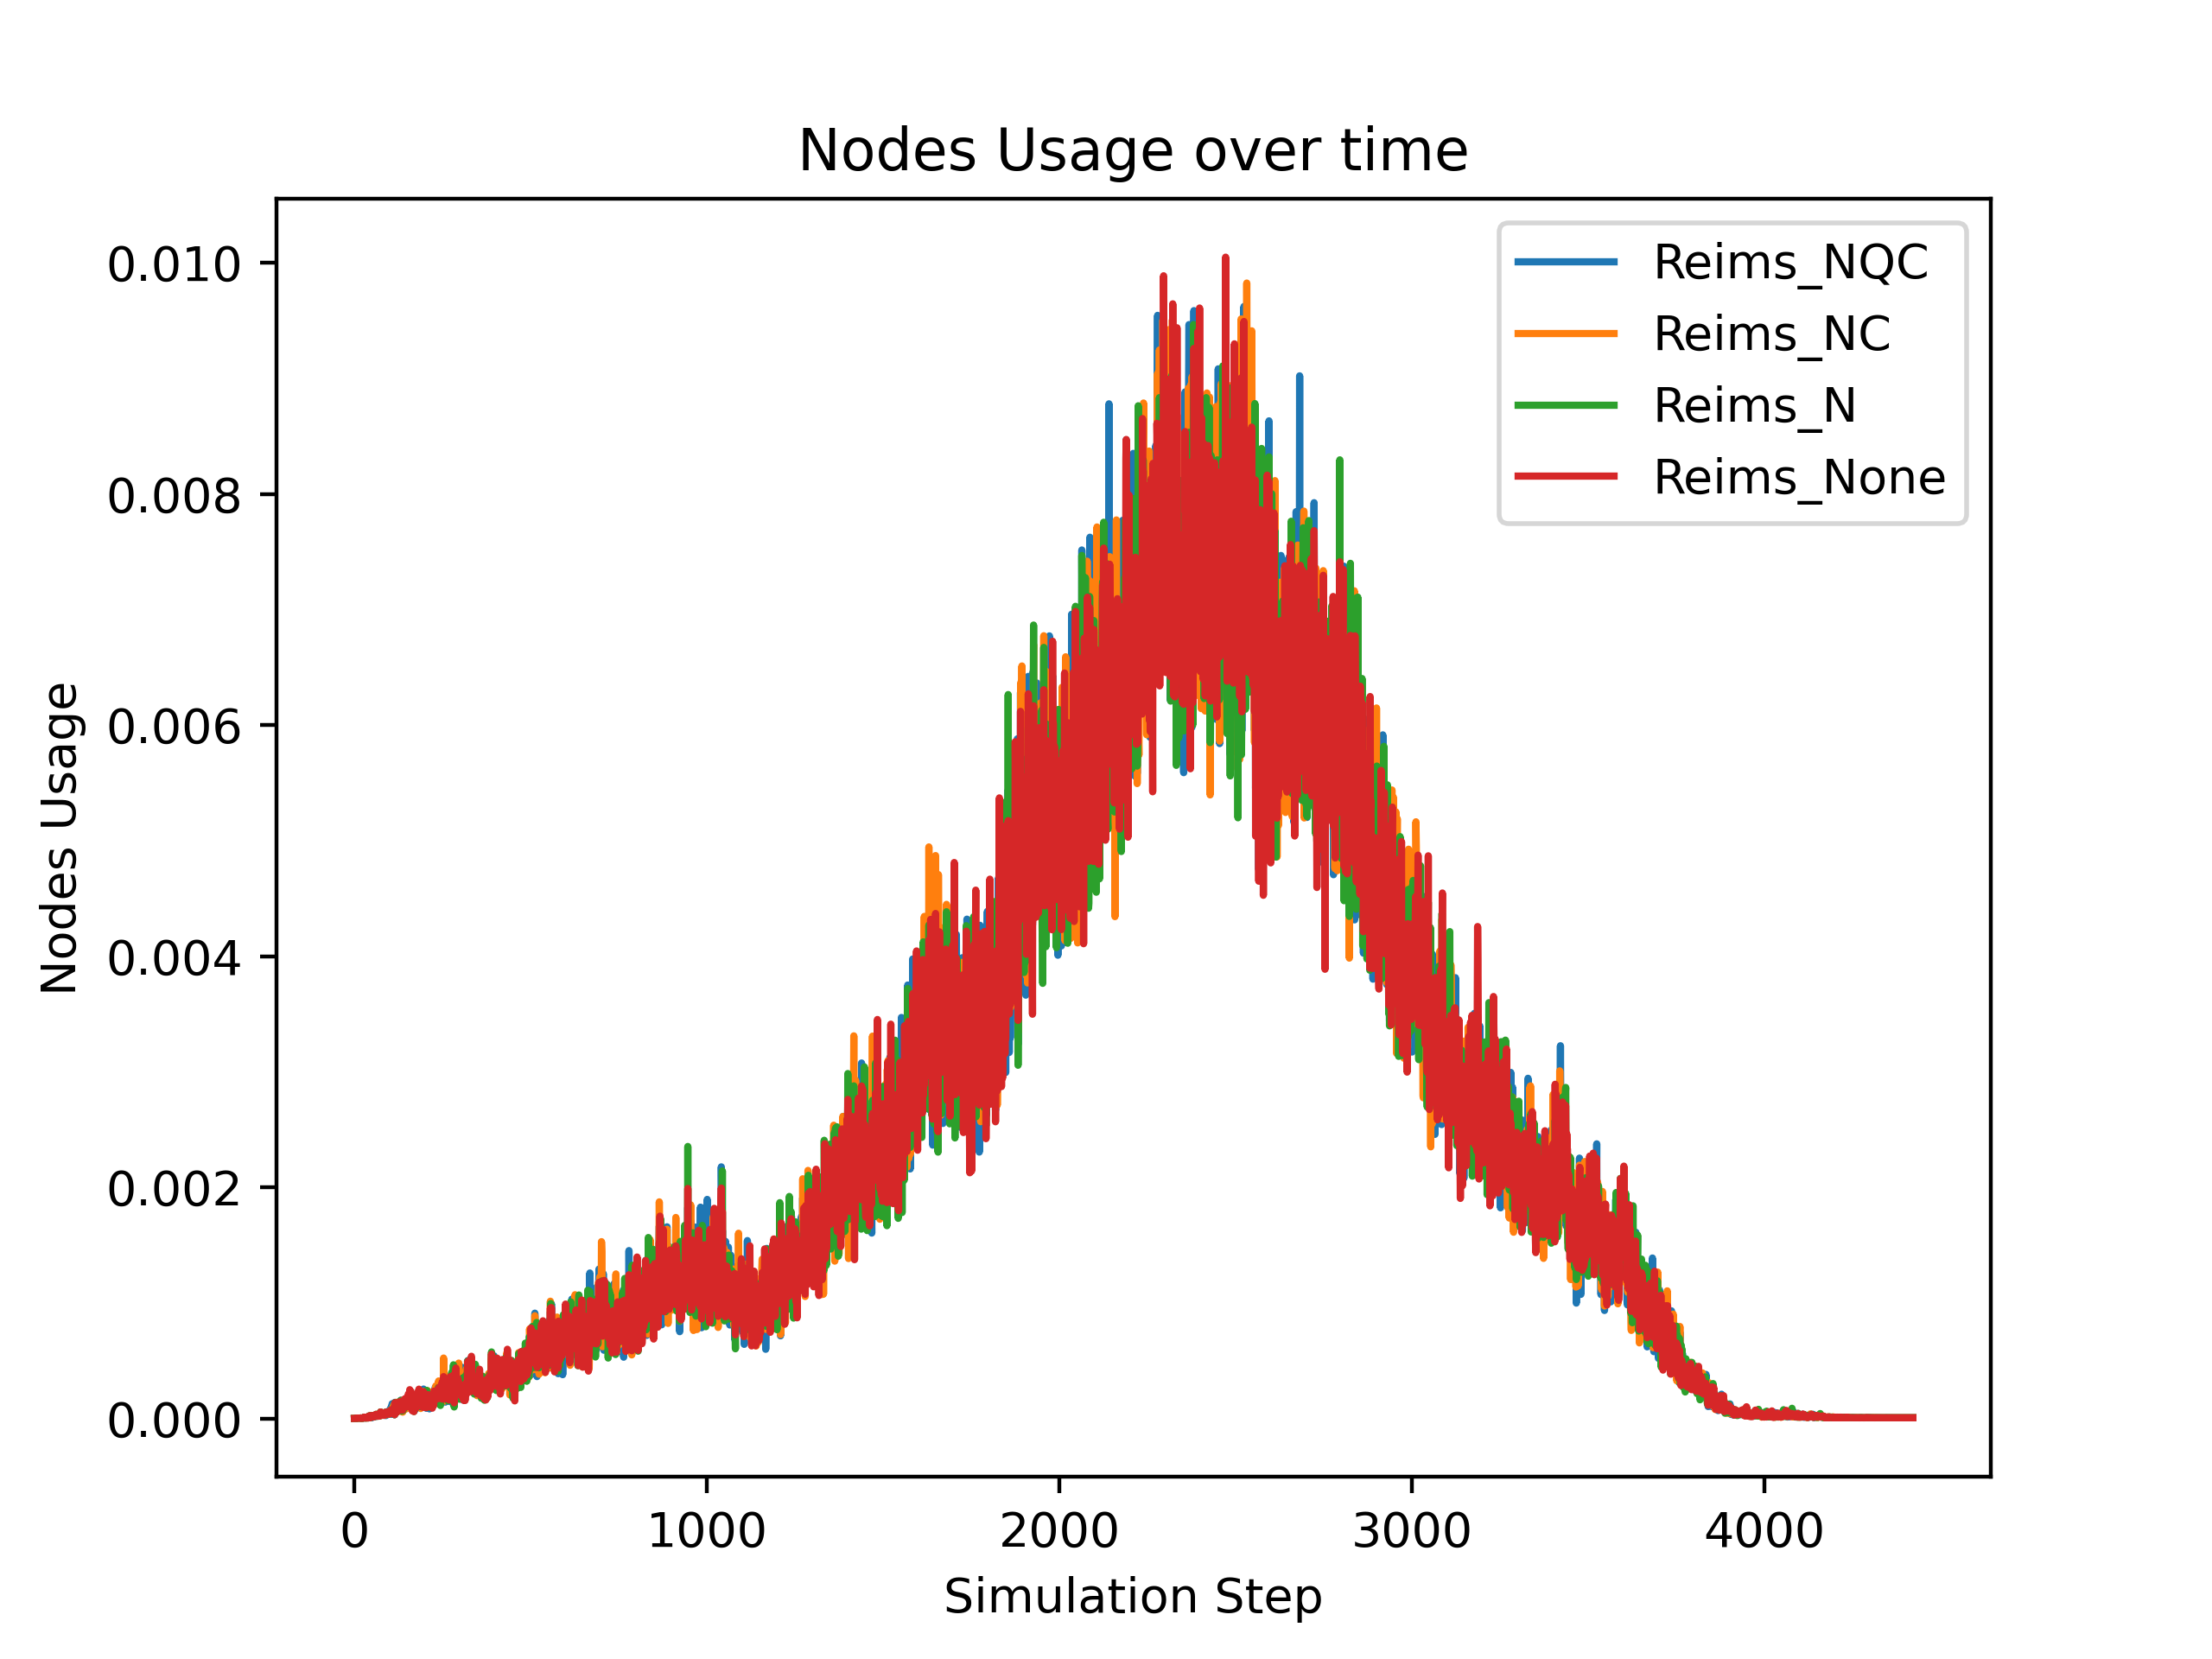 Nodes Usage over time
0.010
0.008
0.006
0.004
0.002
0.000
Nodes Usage
Reims_NQC
Reims_NC
Reims_N
Reims_None
0
1000
2000
3000
4000
Simulation Step